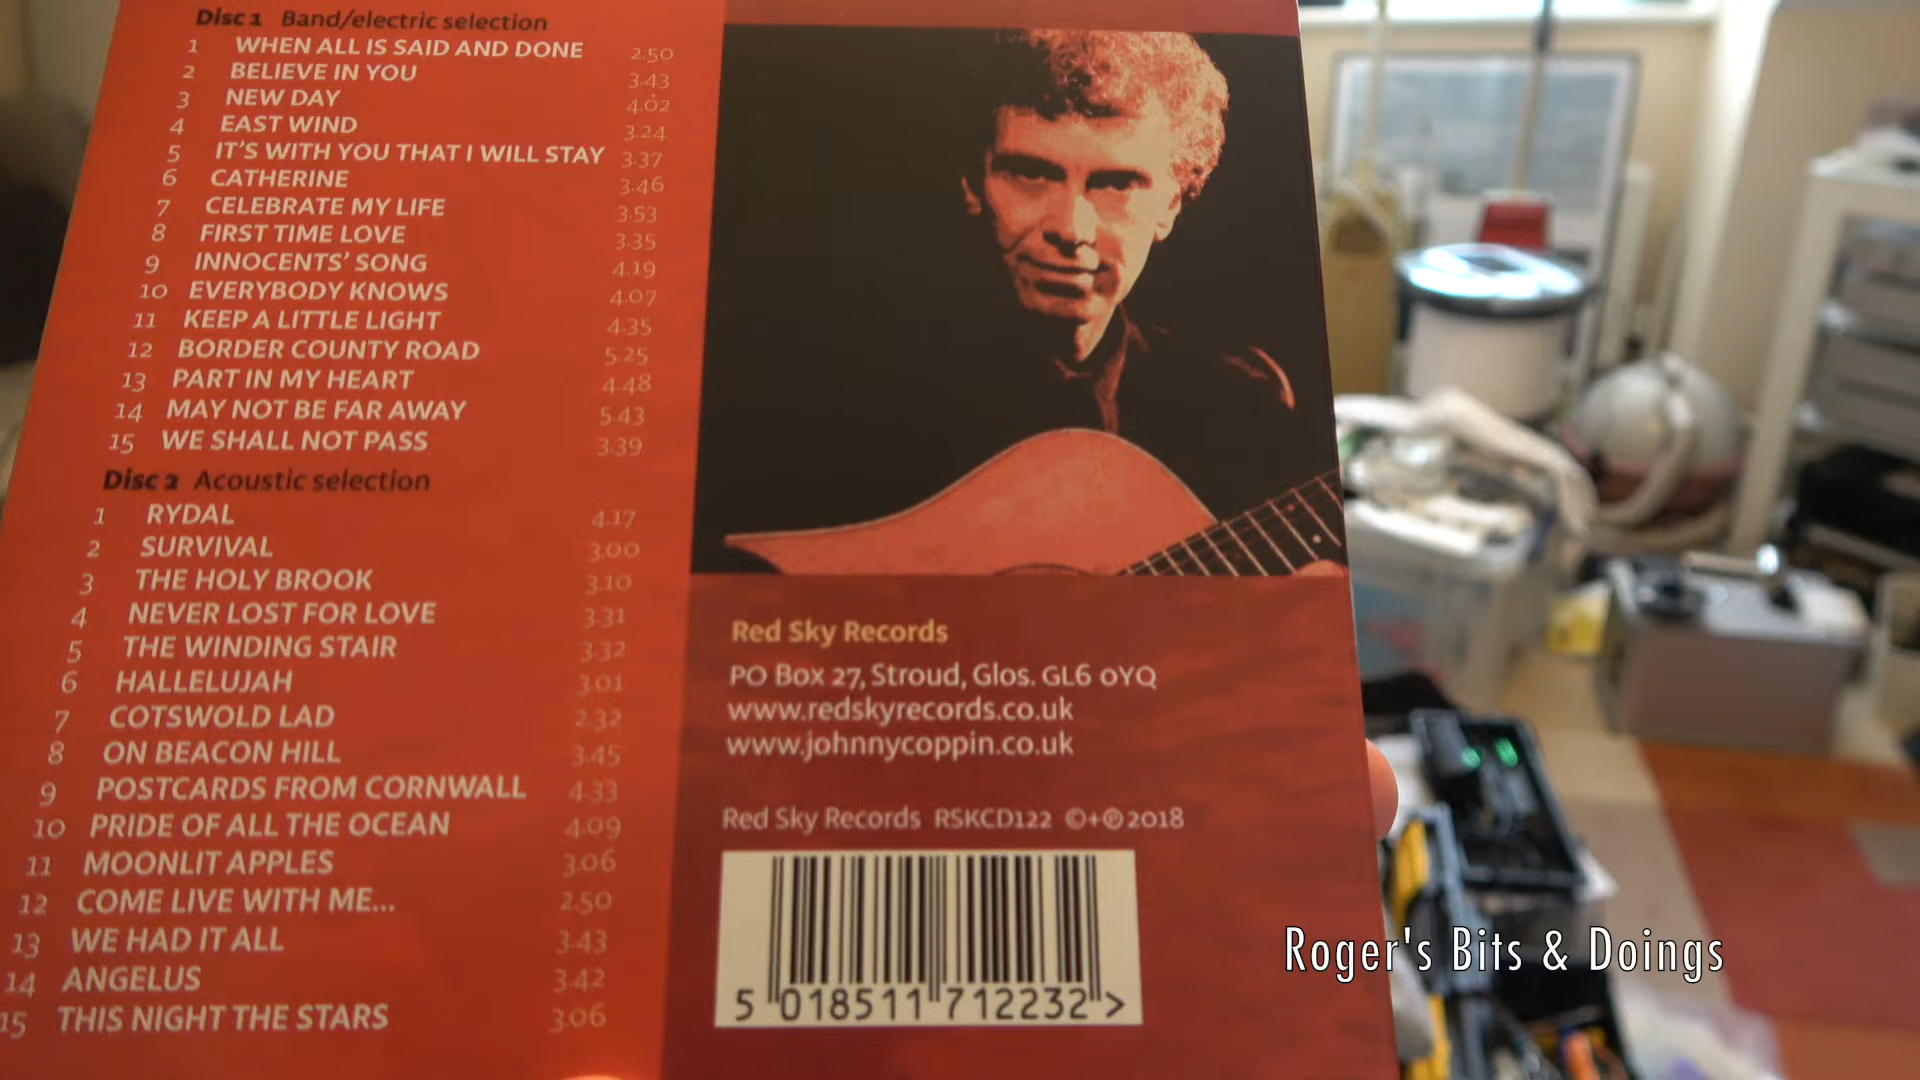 Disc 1 Band/electric selection
1 WHEN ALL IS SAID AND DONE 2.50
2 BELIEVE IN YOU 3.43
3 NEW DAY 4.02
4 EAST WIND 3.24
5 IT'S WITH YOU THAT I WILL STAY 3.37
6 CATHERINE 3.46
7 CELEBRATE MY LIFE 3.53
8 FIRST TIME LOVE 3.35
9 INNOCENTS' SONG 4.19
10 EVERYBODY KNOWS 4.07
11 KEEP A LITTLE LIGHT 4.35
12 BORDER COUNTY ROAD 5.25
13 PART IN MY HEART 4.48
14 MAY NOT BE FAR AWAY 5.43
15 WE SHALL NOT PASS 3.39
Disc 2 Acoustic selection
1 RYDAL 4.17
2 SURVIVAL 3.00
3 THE HOLY BROOK 3.10
4 NEVER LOST FOR LOVE 3.31
5 THE WINDING STAIR 3.32
6 HALLELUJAH 3.01
7 COTSWOLD LAD 2.32
8 ON BEACON HILL 3.45
9 POSTCARDS FROM CORNWALL 4.33
10 PRIDE OF ALL THE OCEAN 4.09
11 MOONLIT APPLES 3.06
12 COME LIVE WITH ME... 2.50
13 WE HAD IT ALL 3.43
14 ANGELUS 3.42
15 THIS NIGHT THE STARS 3.06
Red Sky Records
PO Box 27, Stroud, Glos. GL6 0YQ
www.redskyrecords.co.uk
www.johnnycoppin.co.uk
Red Sky Records RSKCD122 ©+℗2018
5 018511 712232 >
Roger's Bits & Doings